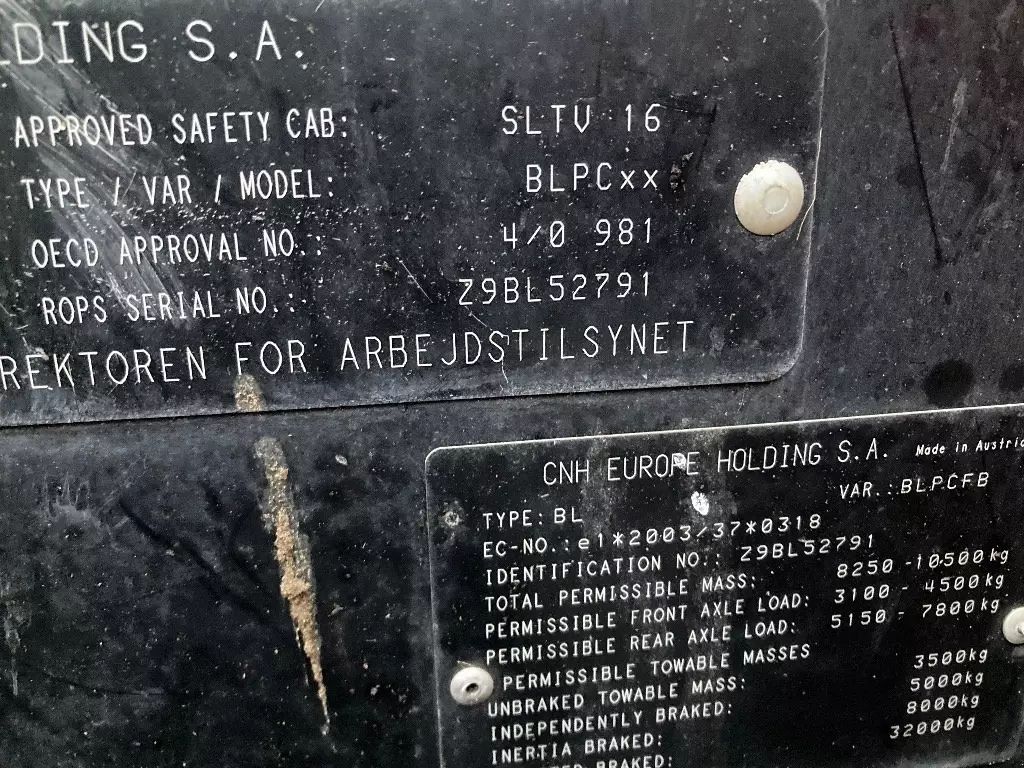 LDING S.A.
APPROVED SAFETY CAB: SLTV 16
TYPE / VAR / MODEL: BLPCxx
OECD APPROVAL NO.: 4/0 981
ROPS SERIAL NO.: Z9BL52791
REKTOREN FOR ARBEJDSTILSYNET
CNH EUROPE HOLDING S.A. Made in Austria
TYPE: BL VAR.: BLPCFB
EC-NO.: e1*2003/37*0318
IDENTIFICATION NO.: Z9BL52791
TOTAL PERMISSIBLE MASS: 8250 - 10500kg
PERMISSIBLE FRONT AXLE LOAD: 3100 - 4500kg
PERMISSIBLE REAR AXLE LOAD: 5150 - 7800kg
PERMISSIBLE TOWABLE MASSES
UNBRAKED TOWABLE MASS: 3500kg
INDEPENDENTLY BRAKED: 5000kg
INERTIA BRAKED: 8000kg
BRAKED: 32000kg